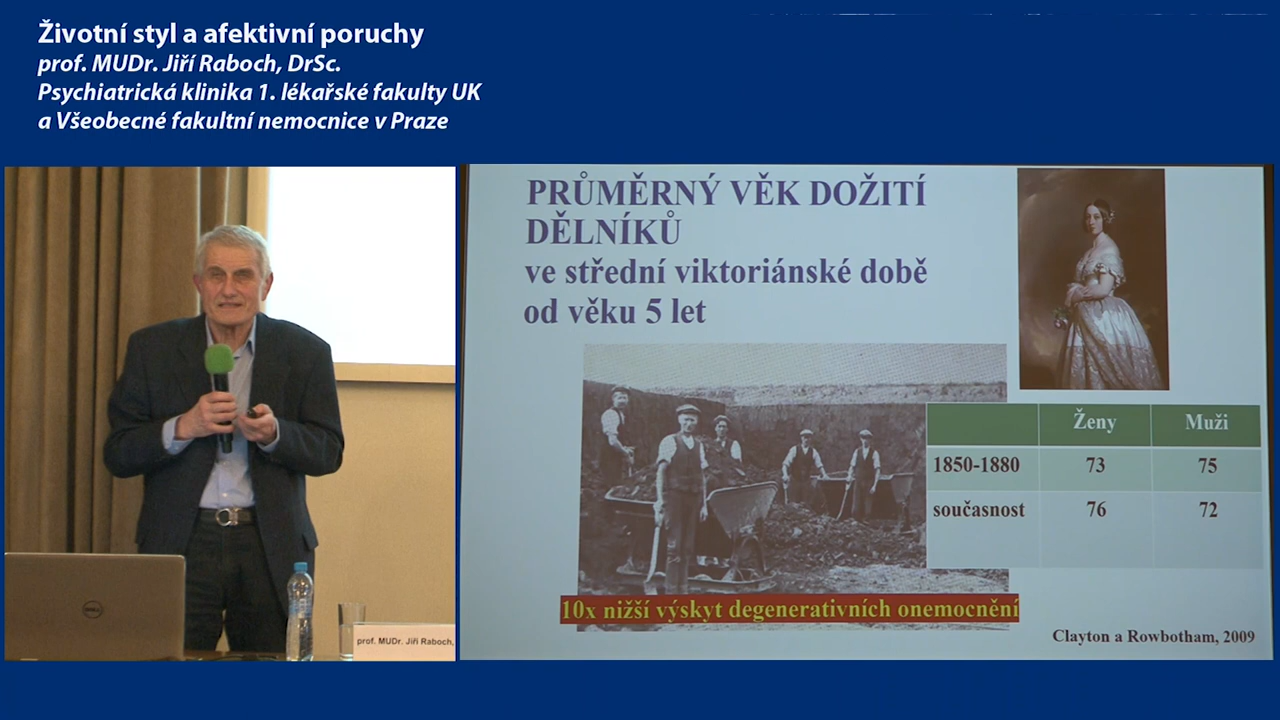 Životní styl a afektivní poruchy
prof. MUDr. Jiří Raboch, DrSc.
Psychiatrická klinika 1. lékařské fakulty UK
a Všeobecné fakultní nemocnice v Praze
PRŮMĚRNÝ VĚK DOŽITÍ
DĚLNÍKŮ
ve střední viktoriánské době
od věku 5 let
Ženy Muži
1850-1880 73 75
současnost 76 72
10x nižší výskyt degenerativních onemocnění
Clayton a Rowbotham, 2009
DELL
prof. MUDr. Jiří Raboch,